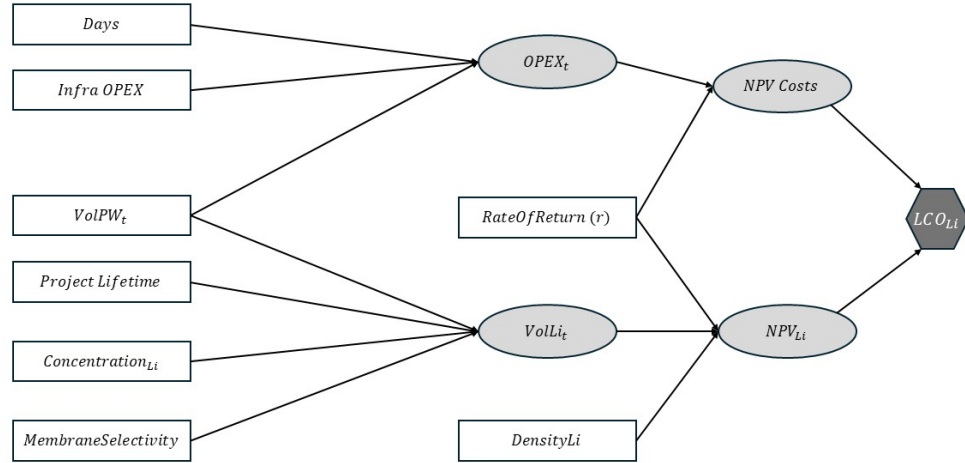 Days
OPEX_t
Infra OPEX
NPV Costs
VolPW_t
RateOfReturn (r)
LCO_Li
Project Lifetime
VolLi_t
NPV_Li
Concentration_Li
MembraneSelectivity
DensityLi